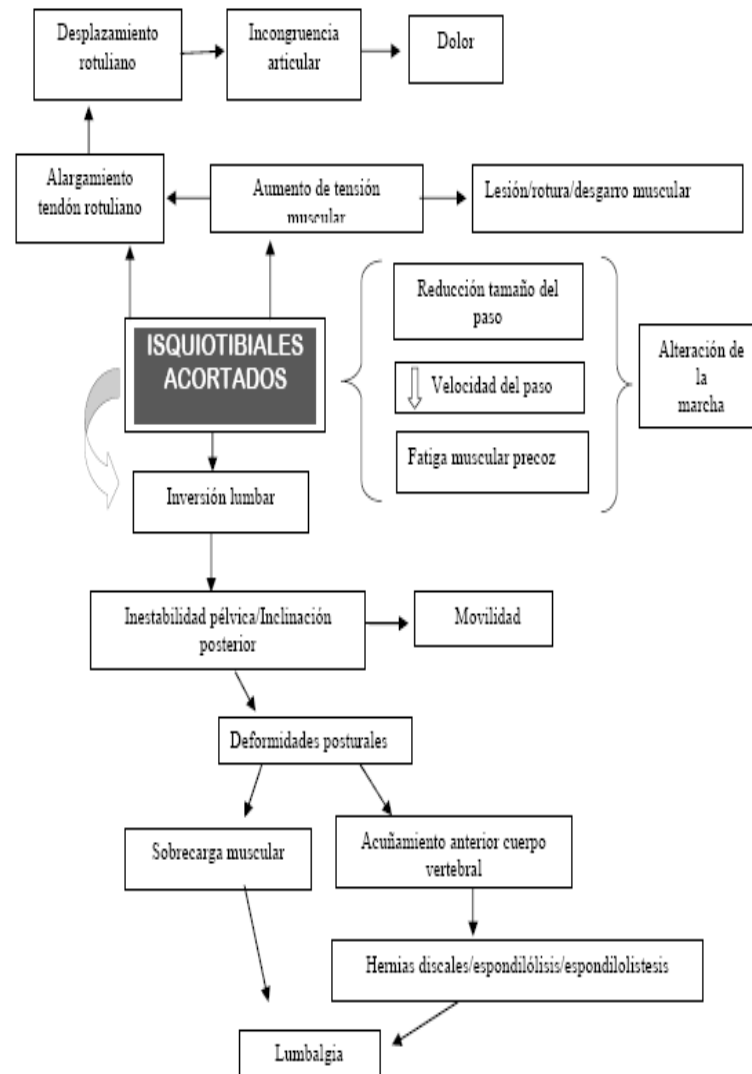 Desplazamiento
rotuliano
Incongruencia
articular
Dolor
Alargamiento
tendón rotuliano
Aumento de tensión
muscular
Lesión/rotura/desgarro muscular
Reducción tamaño del
paso
ISQUIOTIBIALES
ACORTADOS
Velocidad del paso
Alteración de
la
marcha
Fatiga muscular precoz
Inversión lumbar
Inestabilidad pélvica/Inclinación
posterior
Movilidad
Deformidades posturales
Sobrecarga muscular
Acuñamiento anterior cuerpo
vertebral
Hernias discales/espondilólisis/espondilolistesis
Lumbalgia